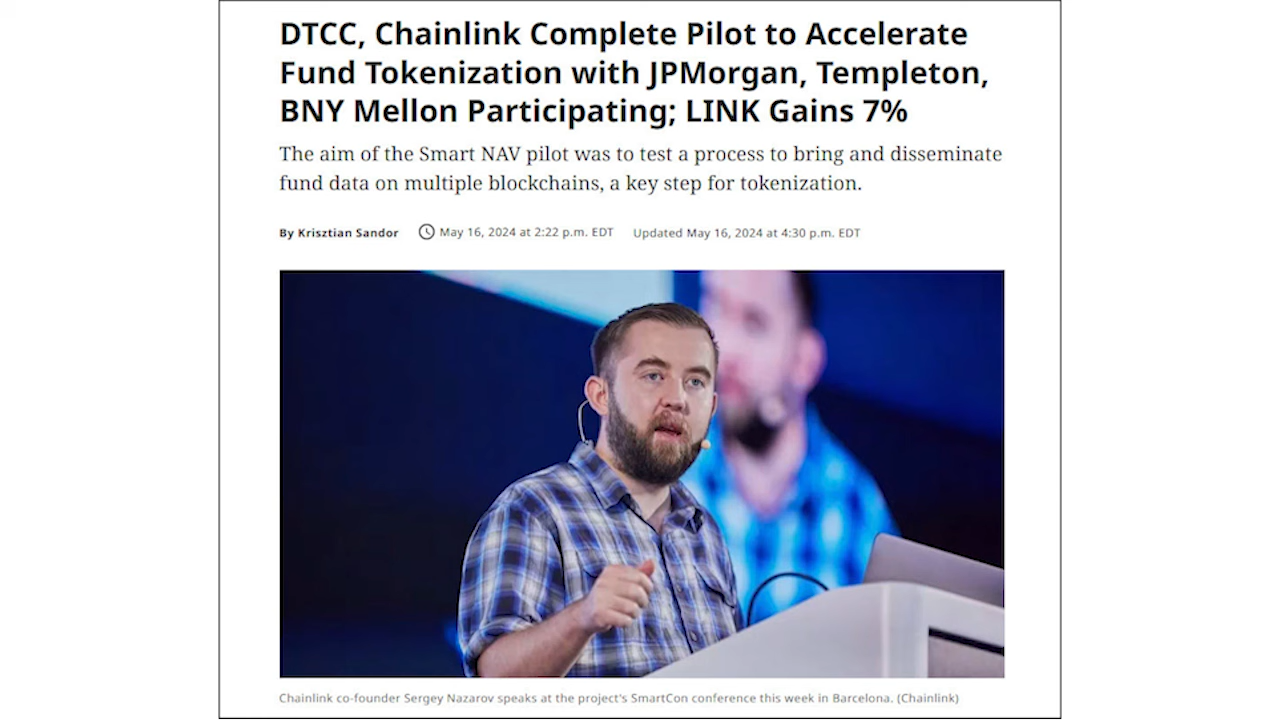 DTCC, Chainlink Complete Pilot to Accelerate
Fund Tokenization with JPMorgan, Templeton,
BNY Mellon Participating; LINK Gains 7%
The aim of the Smart NAV pilot was to test a process to bring and disseminate
fund data on multiple blockchains, a key step for tokenization.
By Krisztian Sandor May 16, 2024 at 2:22 p.m. EDT Updated May 16, 2024 at 4:30 p.m. EDT
Chainlink co-founder Sergey Nazarov speaks at the project's SmartCon conference this week in Barcelona. (Chainlink)